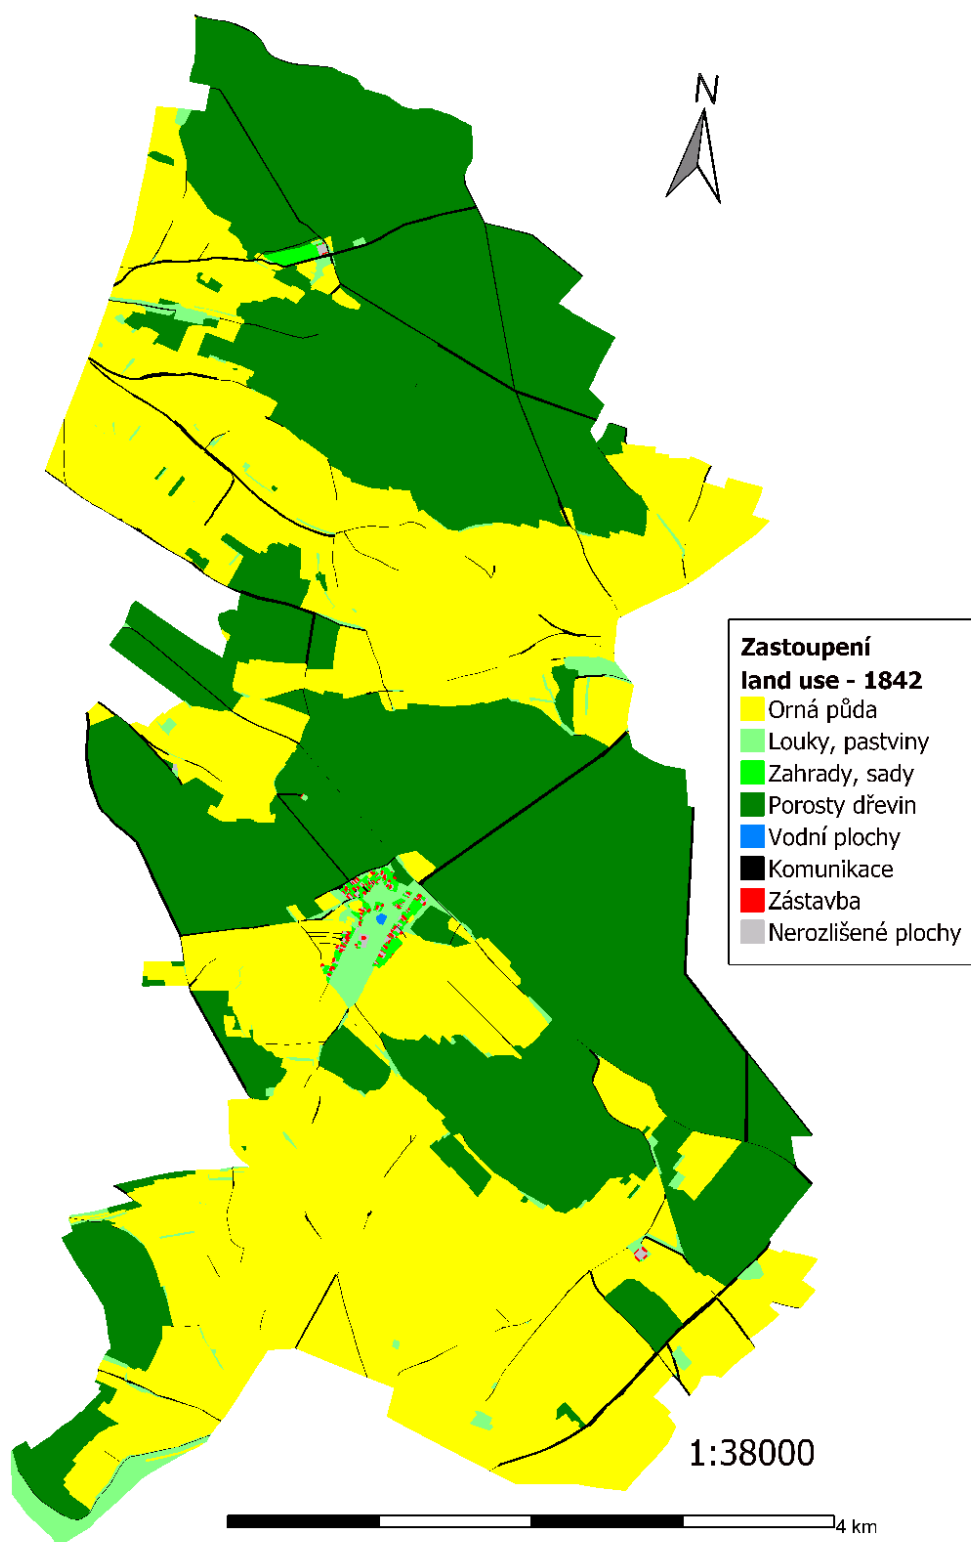 N
Zastoupení
land use - 1842
Orná půda
Louky, pastviny
Zahrady, sady
Porosty dřevin
Vodní plochy
Komunikace
Zástavba
Nerozlišené plochy
1:38000
4 km